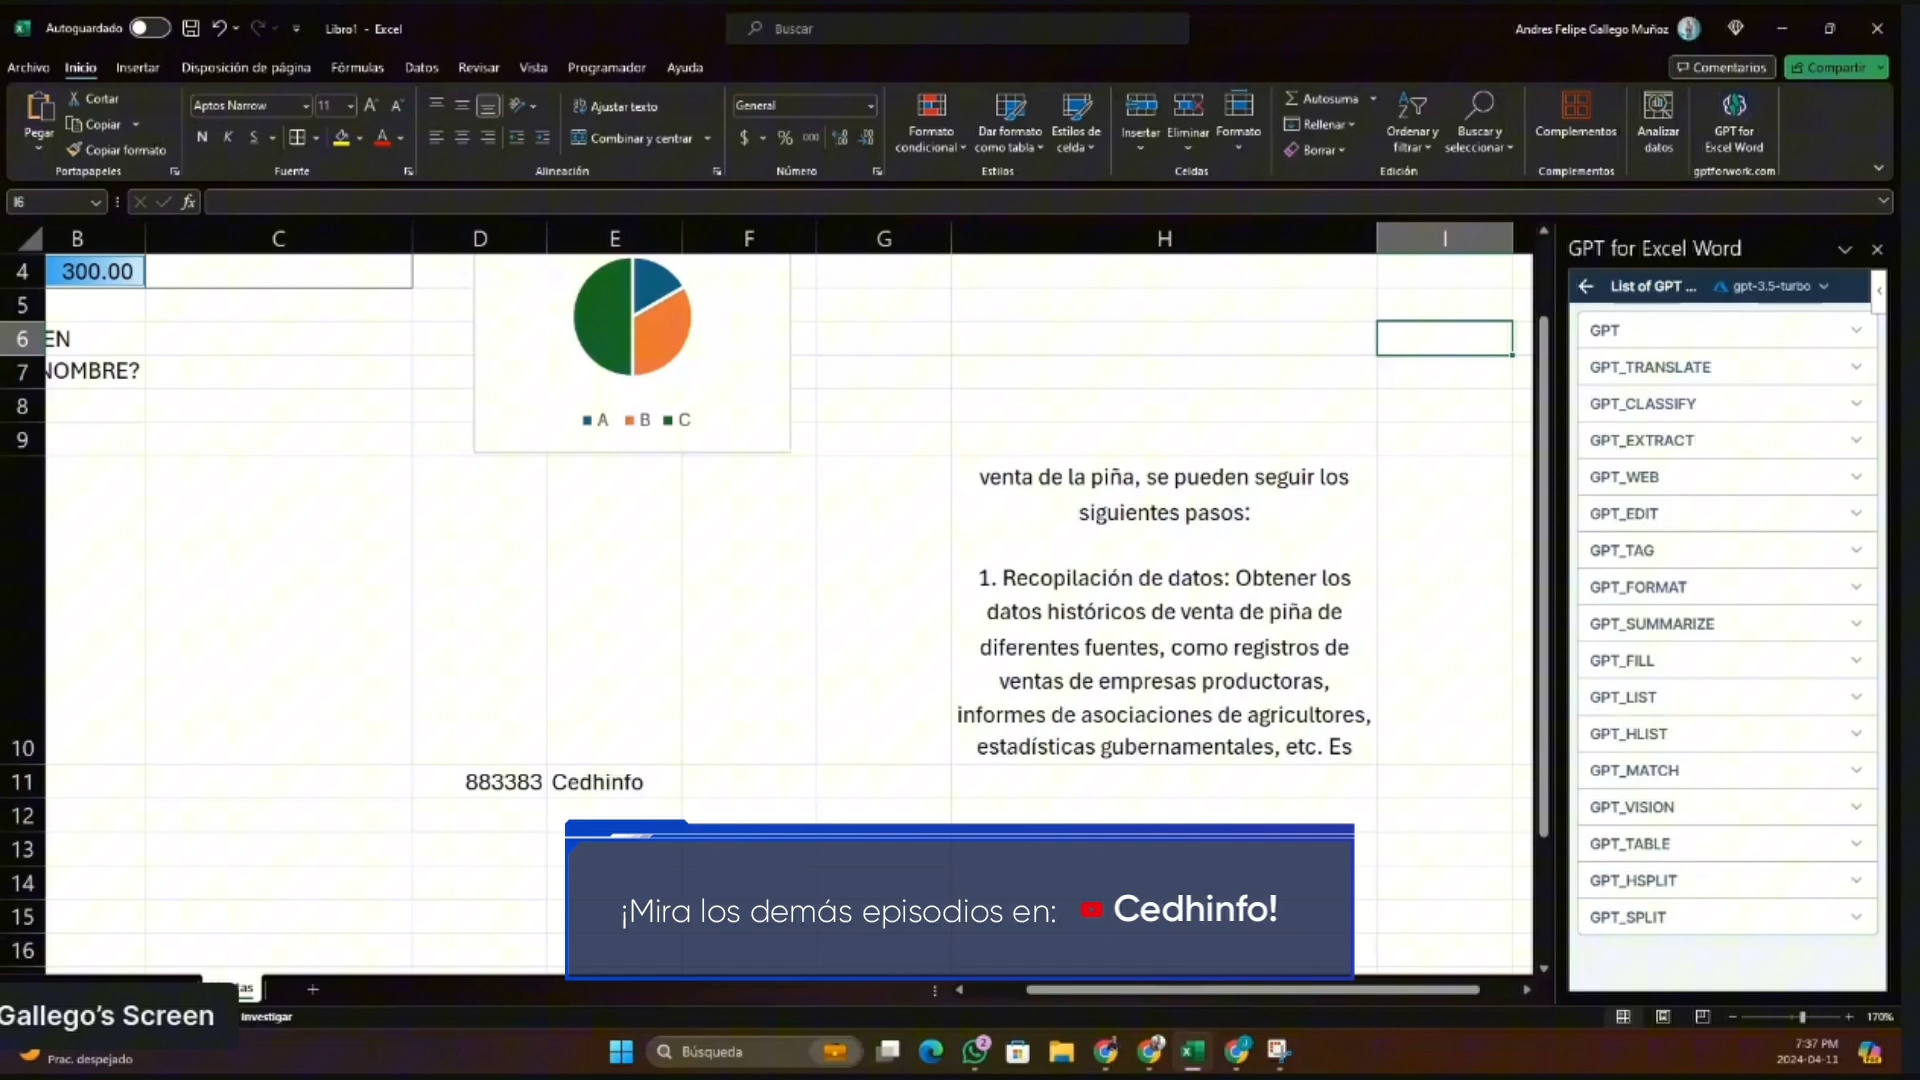 Autoguardado
Libro1 - Excel
Buscar
Andres Felipe Gallego Muñoz
Archivo Inicio Insertar Disposición de página Fórmulas Datos Revisar Vista Programador Ayuda
Comentarios Compartir
Pegar
Cortar
Copiar
Copiar formato
Portapapeles
Aptos Narrow 11
N K S
Fuente
Ajustar texto
Combinar y centrar
Alineación
General
$ % 000
Número
Formato condicional
Dar formato como tabla
Estilos de celda
Estilos
Insertar Eliminar Formato
Celdas
Autosuma
Rellenar
Borrar
Ordenar y filtrar
Buscar y seleccionar
Edición
Complementos
Complementos
Analizar datos
GPT for Excel Word
gptforwork.com
I6
fx
B C D E F G H I
4 300.00
5
6 EN
7 NOMBRE?
8
A B C
9
venta de la piña, se pueden seguir los
siguientes pasos:
1. Recopilación de datos: Obtener los
datos históricos de venta de piña de
diferentes fuentes, como registros de
ventas de empresas productoras,
informes de asociaciones de agricultores,
estadísticas gubernamentales, etc. Es
10
11 883383 Cedhinfo
12
13
14
15
16
GPT for Excel Word
List of GPT ... gpt-3.5-turbo
GPT
GPT_TRANSLATE
GPT_CLASSIFY
GPT_EXTRACT
GPT_WEB
GPT_EDIT
GPT_TAG
GPT_FORMAT
GPT_SUMMARIZE
GPT_FILL
GPT_LIST
GPT_HLIST
GPT_MATCH
GPT_VISION
GPT_TABLE
GPT_HSPLIT
GPT_SPLIT
¡Mira los demás episodios en: Cedhinfo!
Gallego's Screen
170%
Prac. despejado
Búsqueda
2
7:37 PM
2024-04-11